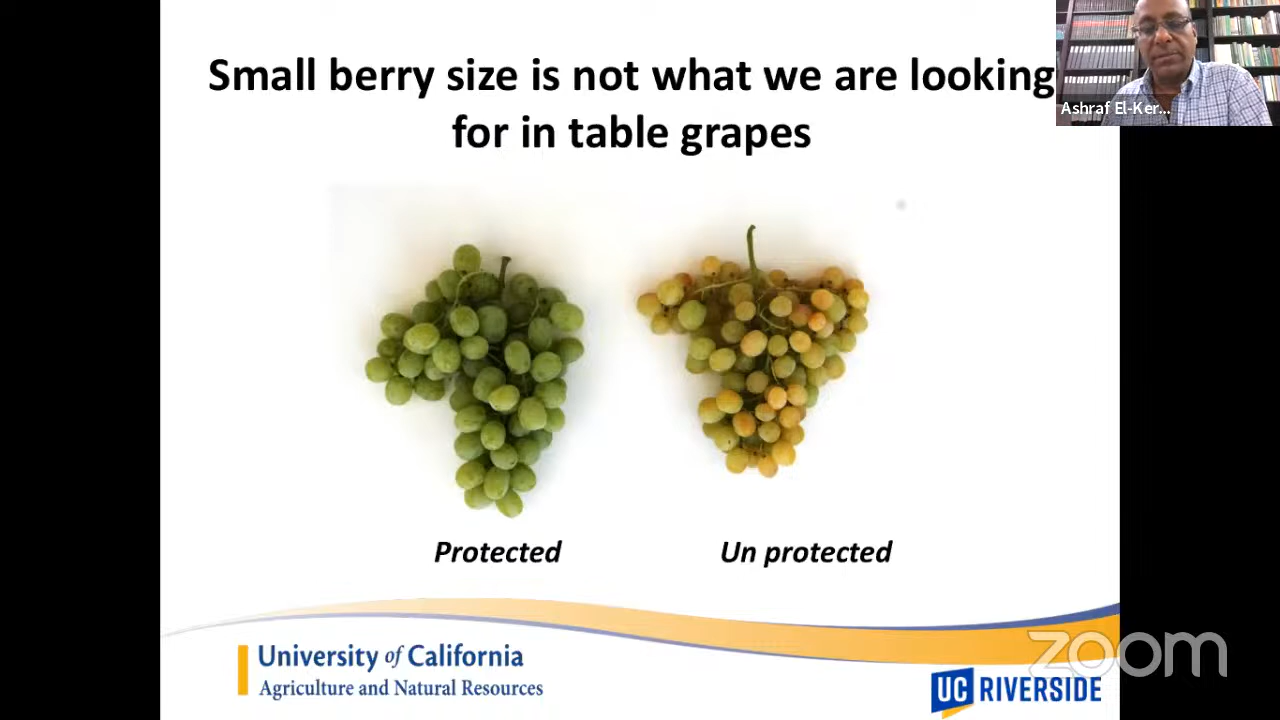 Small berry size is not what we are looking
for in table grapes
Ashraf El-Ker...
Protected
Un protected
University of California
Agriculture and Natural Resources
zoom
UC RIVERSIDE